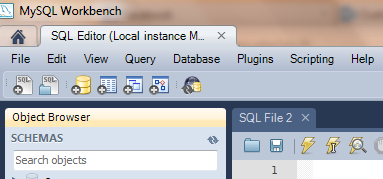 MySQL Workbench
SQL Editor (Local instance M...
File Edit View Query Database Plugins Scripting Help
SQL
Object Browser
SQL File 2
SCHEMAS
Search objects
1